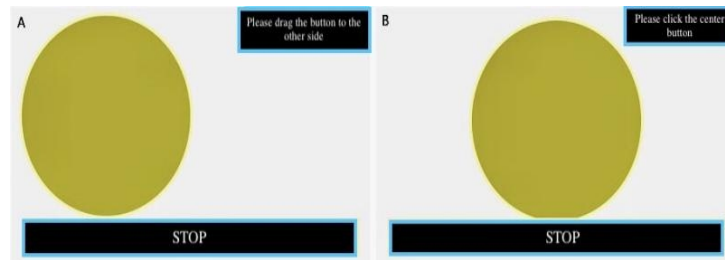 A
Please drag the button to the
other side
STOP
B
Please click the center
button
STOP